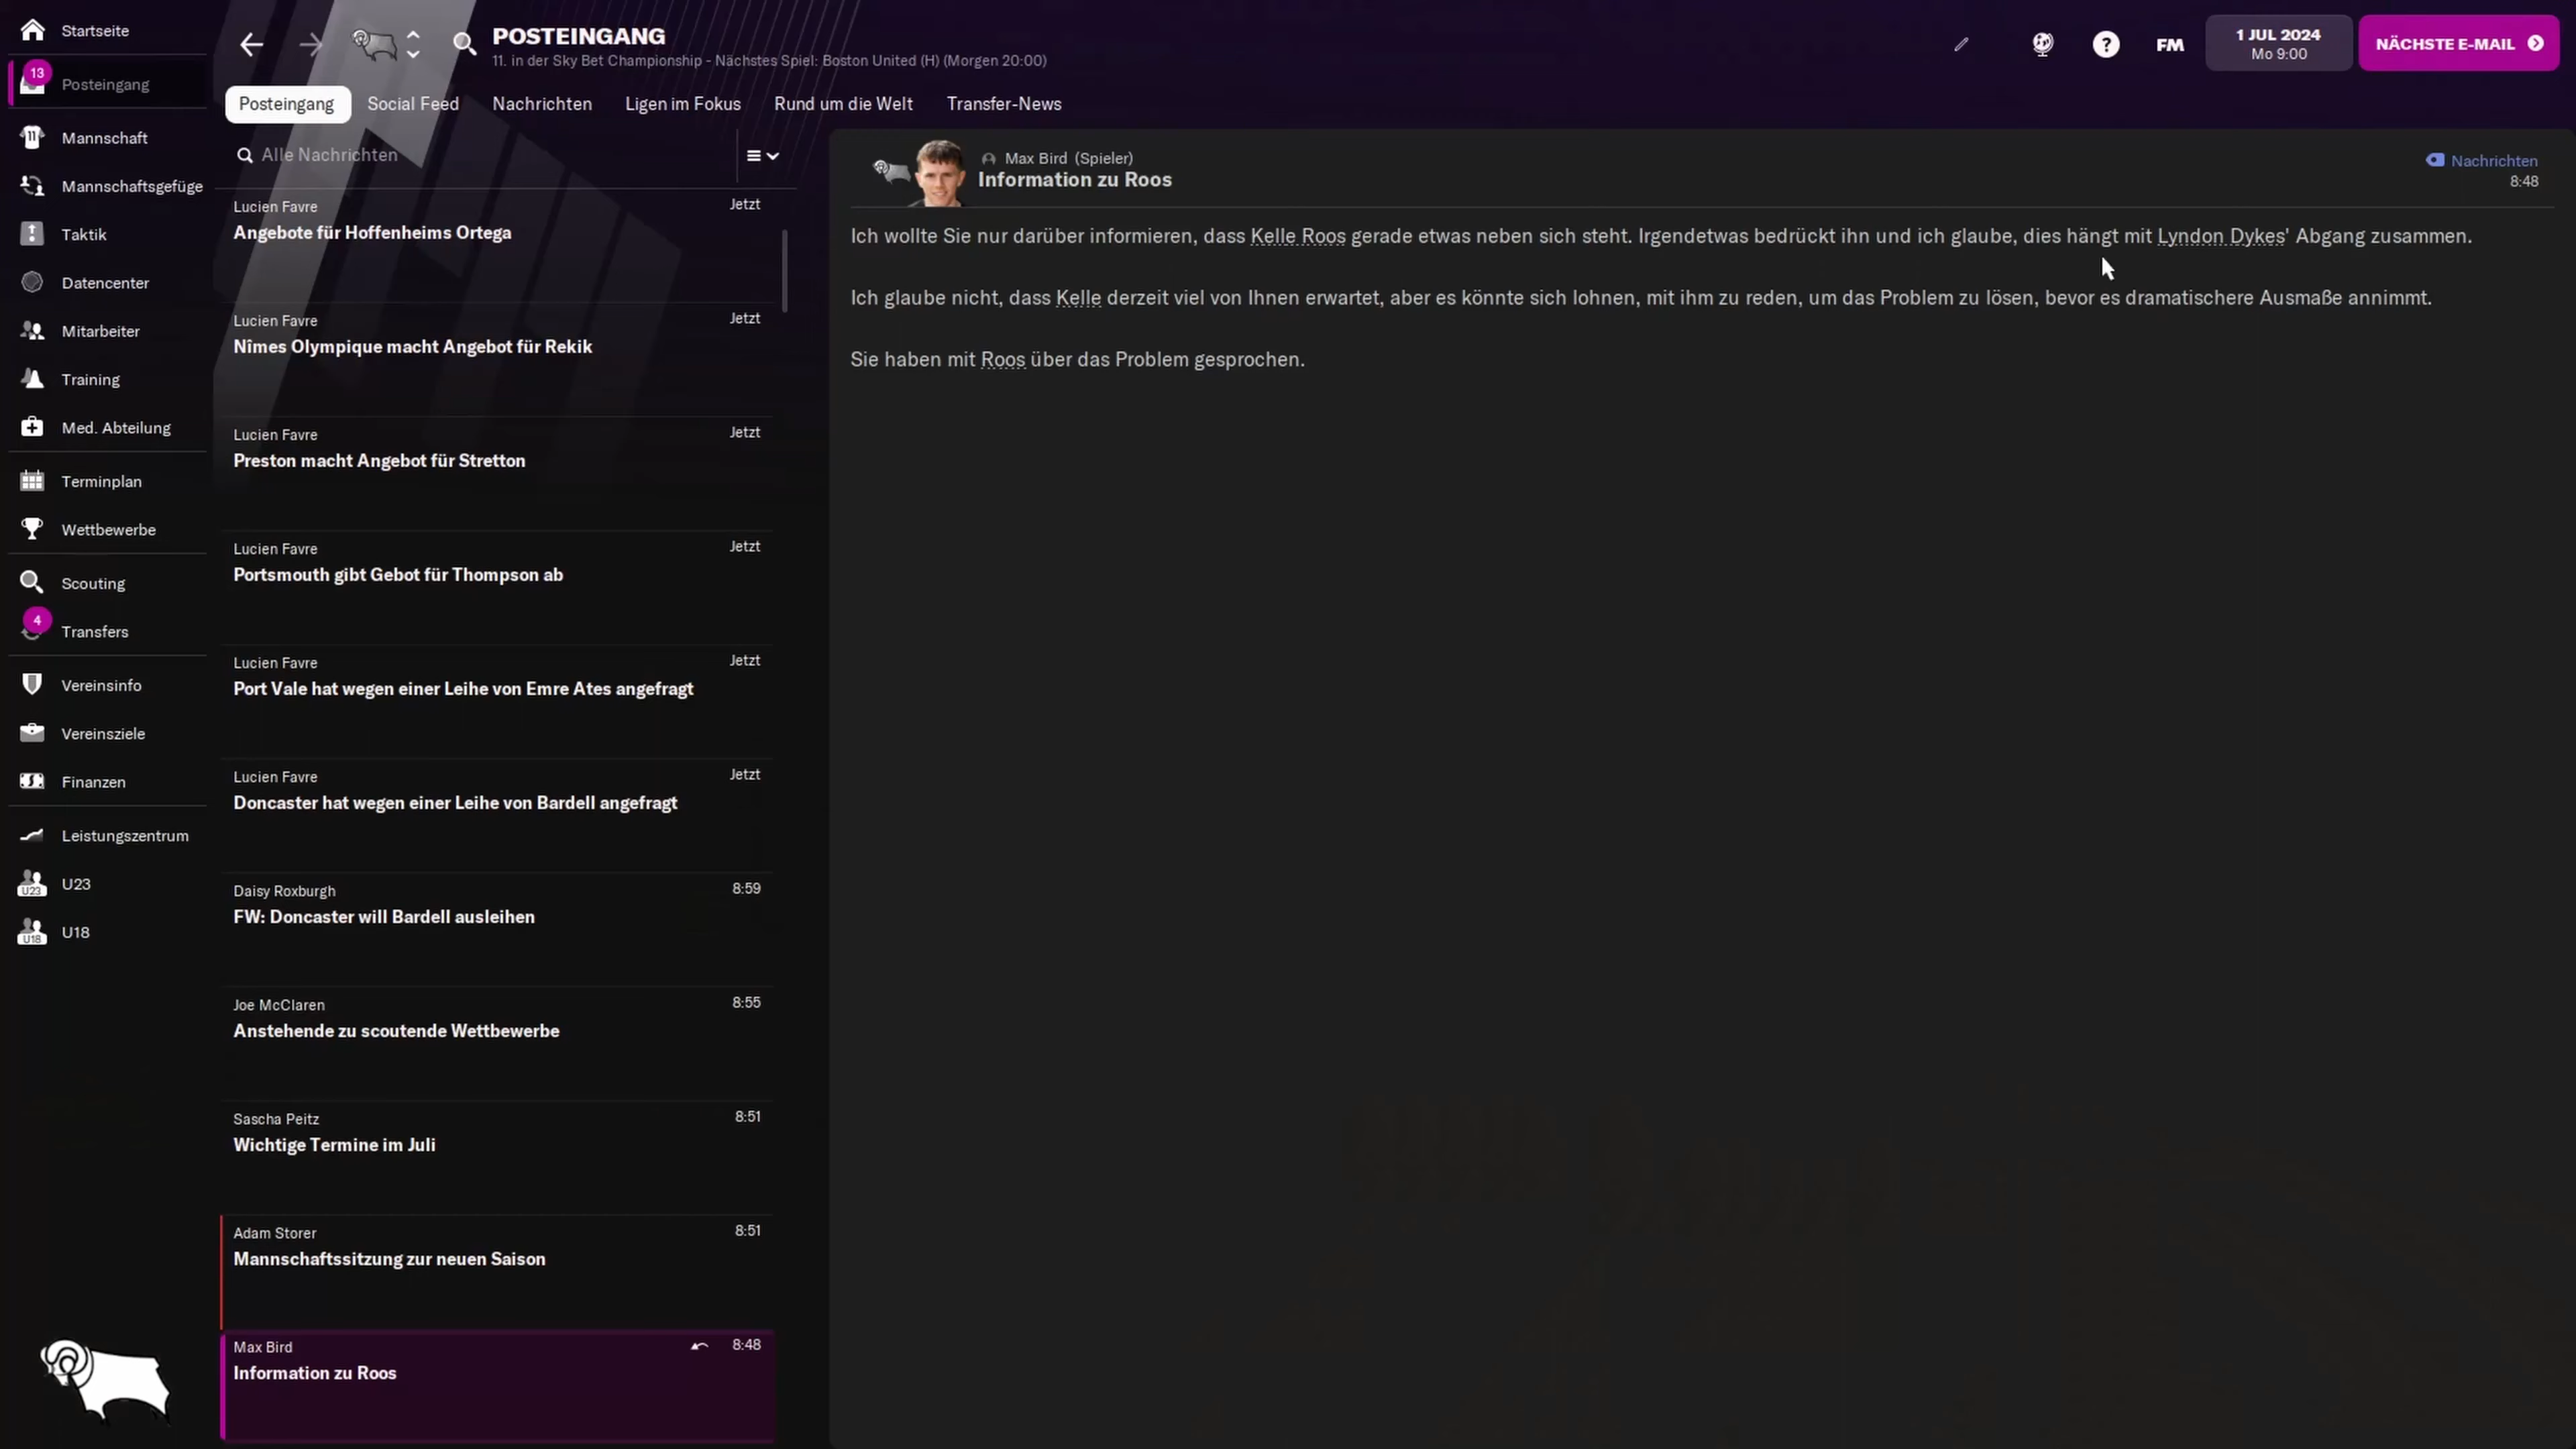 Startseite
13
Posteingang
Mannschaft
Mannschaftsgefüge
Taktik
Datencenter
Mitarbeiter
Training
Med. Abteilung
Terminplan
Wettbewerbe
Scouting
4
Transfers
Vereinsinfo
Vereinsziele
Finanzen
Leistungszentrum
U23
U23
U18
U18
POSTEINGANG
11. in der Sky Bet Championship - Nächstes Spiel: Boston United (H) (Morgen 20:00)
?
FM
1 JUL 2024
Mo 9:00
NÄCHSTE E-MAIL
Posteingang
Social Feed
Nachrichten
Ligen im Fokus
Rund um die Welt
Transfer-News
Alle Nachrichten
Lucien Favre
Jetzt
Angebote für Hoffenheims Ortega
Lucien Favre
Jetzt
Nîmes Olympique macht Angebot für Rekik
Lucien Favre
Jetzt
Preston macht Angebot für Stretton
Lucien Favre
Jetzt
Portsmouth gibt Gebot für Thompson ab
Lucien Favre
Jetzt
Port Vale hat wegen einer Leihe von Emre Ates angefragt
Lucien Favre
Jetzt
Doncaster hat wegen einer Leihe von Bardell angefragt
Daisy Roxburgh
8:59
FW: Doncaster will Bardell ausleihen
Joe McClaren
8:55
Anstehende zu scoutende Wettbewerbe
Sascha Peitz
8:51
Wichtige Termine im Juli
Adam Storer
8:51
Mannschaftssitzung zur neuen Saison
Max Bird
8:48
Information zu Roos
Max Bird (Spieler)
Information zu Roos
Nachrichten
8:48
Ich wollte Sie nur darüber informieren, dass Kelle Roos gerade etwas neben sich steht. Irgendetwas bedrückt ihn und ich glaube, dies hängt mit Lyndon Dykes' Abgang zusammen.
Ich glaube nicht, dass Kelle derzeit viel von Ihnen erwartet, aber es könnte sich lohnen, mit ihm zu reden, um das Problem zu lösen, bevor es dramatischere Ausmaße annimmt.
Sie haben mit Roos über das Problem gesprochen.